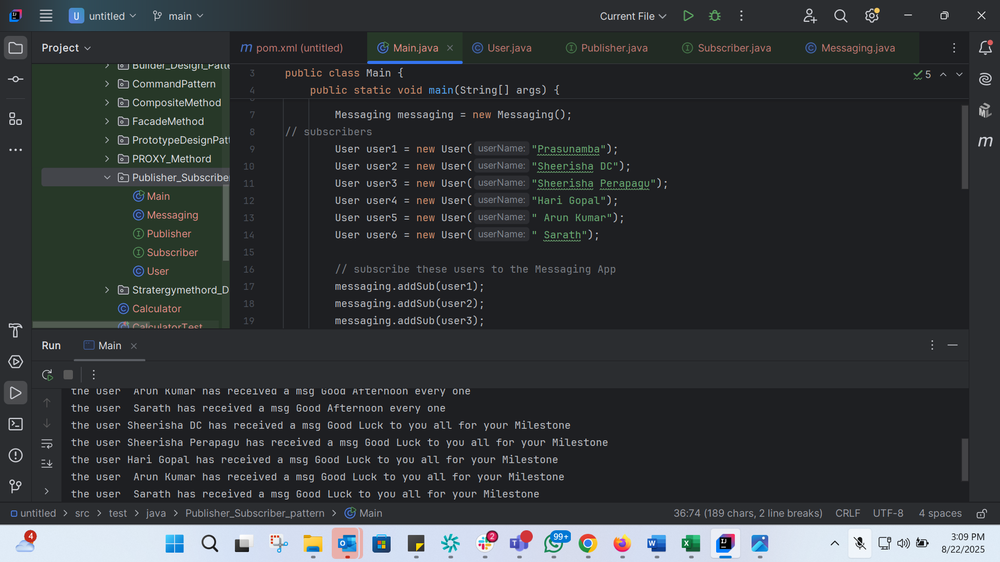 U untitled main Current File
Project
m pom.xml (untitled) Main.java User.java Publisher.java Subscriber.java Messaging.java
Builder_Design_Patte
CommandPattern
CompositeMethod
FacadeMethod
PrototypeDesignPatt
PROXY_Methord
Publisher_Subscriber
Main
Messaging
Publisher
Subscriber
User
Stratergymethord_D
Calculator
CalculatorTest
5
3 public class Main {
4 public static void main(String[] args) {
7 Messaging messaging = new Messaging();
8 // subscribers
9 User user1 = new User( userName: "Prasunamba");
10 User user2 = new User( userName: "Sheerisha DC");
11 User user3 = new User( userName: "Sheerisha Perapagu");
12 User user4 = new User( userName: "Hari Gopal");
13 User user5 = new User( userName: " Arun Kumar");
14 User user6 = new User( userName: " Sarath");
15
16 // subscribe these users to the Messaging App
17 messaging.addSub(user1);
18 messaging.addSub(user2);
19 messaging.addSub(user3);
Run Main
the user  Arun Kumar has received a msg Good Afternoon every one
the user  Sarath has received a msg Good Afternoon every one
the user Sheerisha DC has received a msg Good Luck to you all for your Milestone
the user Sheerisha Perapagu has received a msg Good Luck to you all for your Milestone
the user Hari Gopal has received a msg Good Luck to you all for your Milestone
the user  Arun Kumar has received a msg Good Luck to you all for your Milestone
the user  Sarath has received a msg Good Luck to you all for your Milestone
untitled > src > test > java > Publisher_Subscriber_pattern > Main 36:74 (189 chars, 2 line breaks) CRLF UTF-8 4 spaces
4
2
99+
3:09 PM
8/22/2025